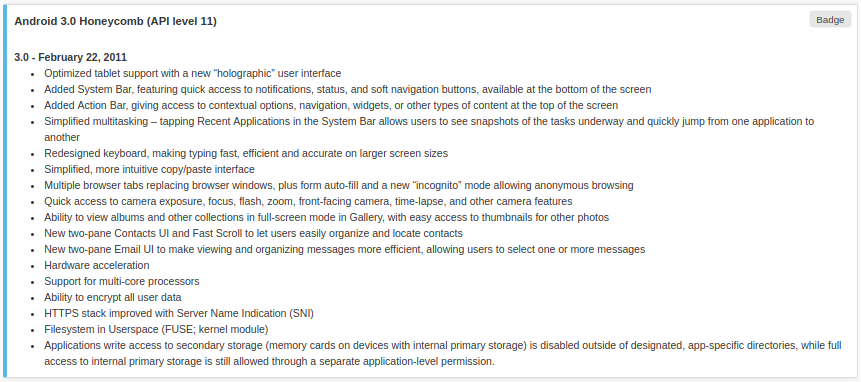 Android 3.0 Honeycomb (API level 11)
Badge
3.0 - February 22, 2011
• Optimized tablet support with a new “holographic” user interface
• Added System Bar, featuring quick access to notifications, status, and soft navigation buttons, available at the bottom of the screen
• Added Action Bar, giving access to contextual options, navigation, widgets, or other types of content at the top of the screen
• Simplified multitasking – tapping Recent Applications in the System Bar allows users to see snapshots of the tasks underway and quickly jump from one application to
another
• Redesigned keyboard, making typing fast, efficient and accurate on larger screen sizes
• Simplified, more intuitive copy/paste interface
• Multiple browser tabs replacing browser windows, plus form auto-fill and a new “incognito” mode allowing anonymous browsing
• Quick access to camera exposure, focus, flash, zoom, front-facing camera, time-lapse, and other camera features
• Ability to view albums and other collections in full-screen mode in Gallery, with easy access to thumbnails for other photos
• New two-pane Contacts UI and Fast Scroll to let users easily organize and locate contacts
• New two-pane Email UI to make viewing and organizing messages more efficient, allowing users to select one or more messages
• Hardware acceleration
• Support for multi-core processors
• Ability to encrypt all user data
• HTTPS stack improved with Server Name Indication (SNI)
• Filesystem in Userspace (FUSE; kernel module)
• Applications write access to secondary storage (memory cards on devices with internal primary storage) is disabled outside of designated, app-specific directories, while full
access to internal primary storage is still allowed through a separate application-level permission.